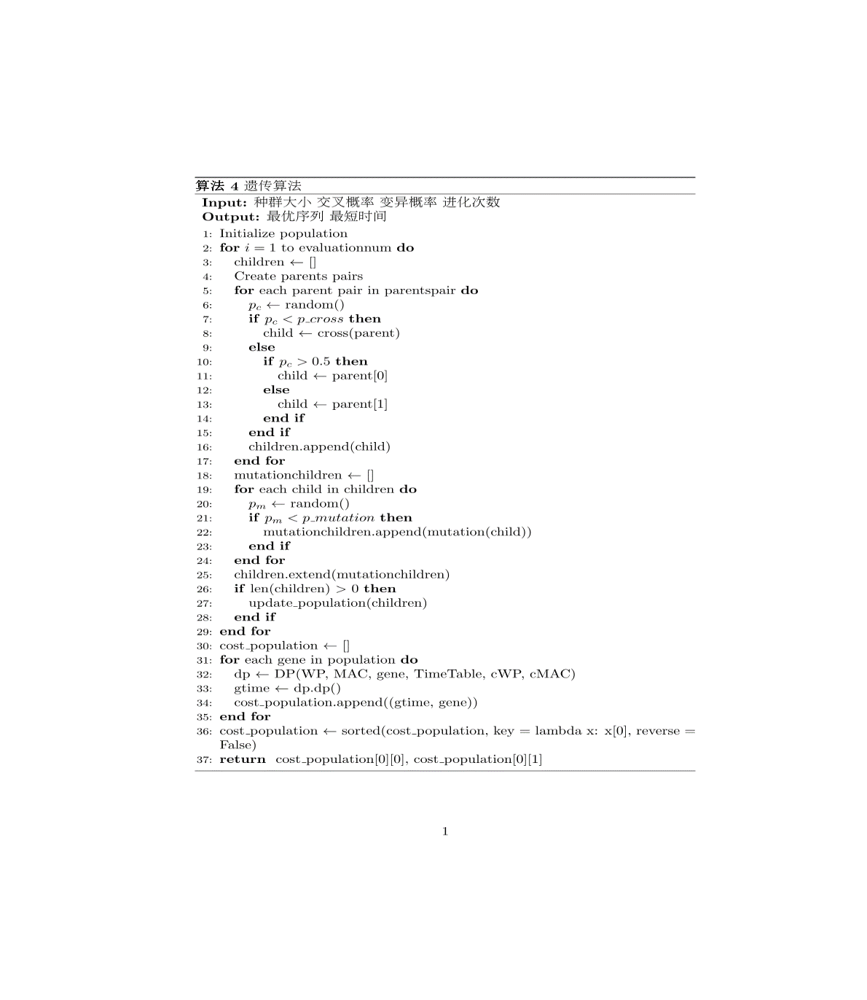 算法 4 遗传算法
Input: 种群大小 交叉概率 变异概率 进化次数
Output: 最优序列 最短时间
1: Initialize population
2: for i = 1 to evaluationnum do
3: children ← []
4: Create parents pairs
5: for each parent pair in parentspair do
6: p_c ← random()
7: if p_c < p_cross then
8: child ← cross(parent)
9: else
10: if p_c > 0.5 then
11: child ← parent[0]
12: else
13: child ← parent[1]
14: end if
15: end if
16: children.append(child)
17: end for
18: mutationchildren ← []
19: for each child in children do
20: p_m ← random()
21: if p_m < p_mutation then
22: mutationchildren.append(mutation(child))
23: end if
24: end for
25: children.extend(mutationchildren)
26: if len(children) > 0 then
27: update_population(children)
28: end if
29: end for
30: cost_population ← []
31: for each gene in population do
32: dp ← DP(WP, MAC, gene, TimeTable, cWP, cMAC)
33: gtime ← dp.dp()
34: cost_population.append((gtime, gene))
35: end for
36: cost_population ← sorted(cost_population, key = lambda x: x[0], reverse =
False)
37: return cost_population[0][0], cost_population[0][1]
1